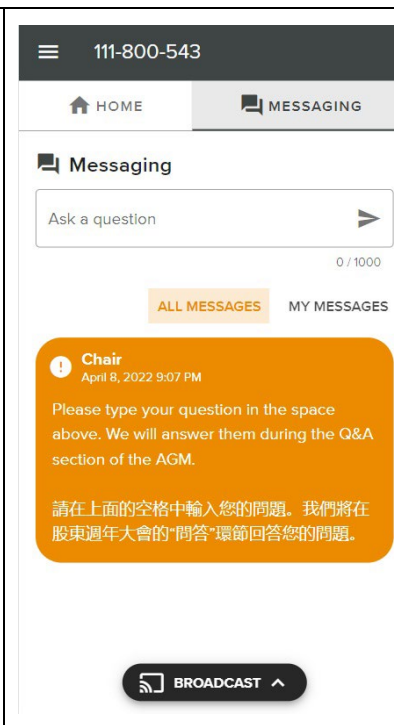 111-800-543
HOME
MESSAGING
Messaging
Ask a question
0 / 1000
ALL MESSAGES
MY MESSAGES
Chair
April 8, 2022 9:07 PM
Please type your question in the space
above. We will answer them during the Q&A
section of the AGM.
請在上面的空格中輸入您的問題。我們將在
股東週年大會的“問答”環節回答您的問題。
BROADCAST